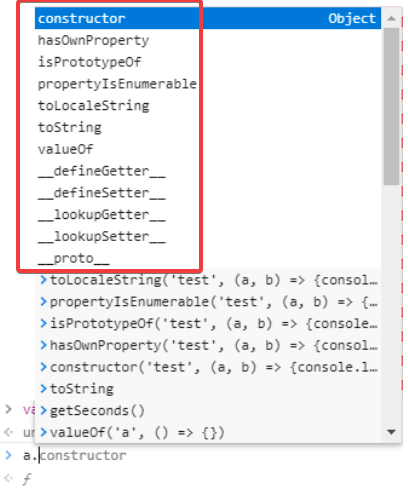 constructor Object
hasOwnProperty
isPrototypeOf
propertyIsEnumerable
toLocaleString
toString
valueOf
__defineGetter__
__defineSetter__
__lookupGetter__
__lookupSetter__
__proto__
>toLocaleString('test', (a, b) => {consol…
>propertyIsEnumerable('test', (a, b) => {…
>isPrototypeOf('test', (a, b) => {console…
>hasOwnProperty('test', (a, b) => {consol…
>constructor('test', (a, b) => {console.l…
>toString
> va >getSeconds()
un >valueOf('a', () => {})
> a.constructor
f